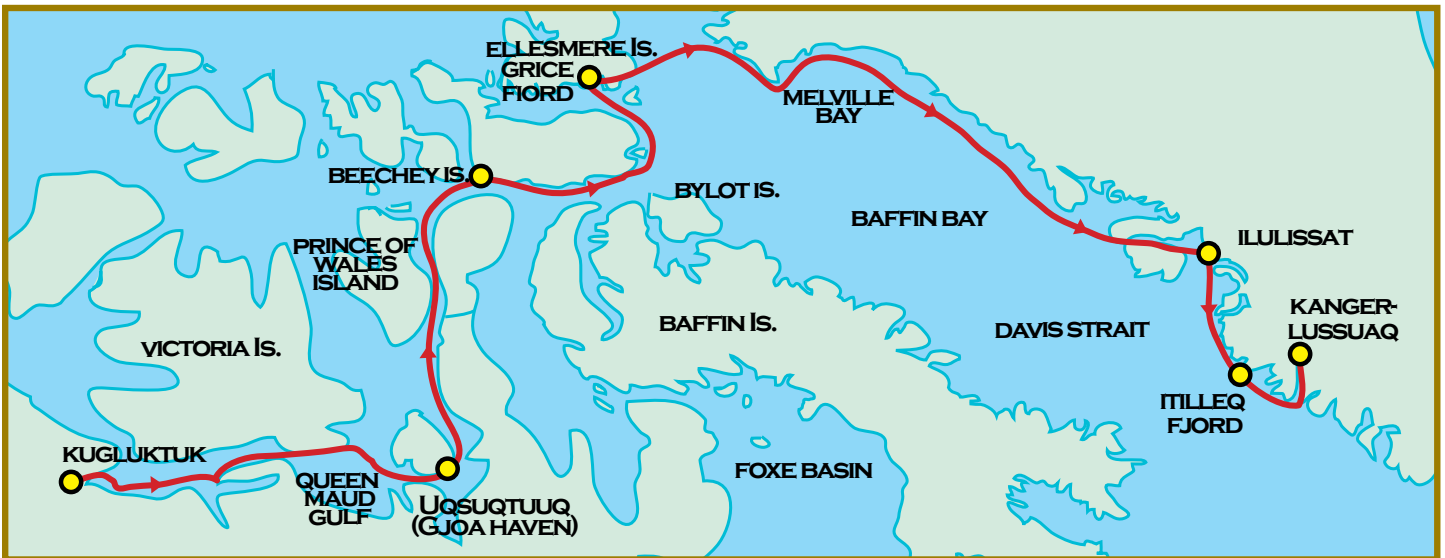 ELLESMERE IS.
GRICE
FIORD
MELVILLE
BAY
BEECHEY IS.
BYLOT IS.
BAFFIN BAY
ILULISSAT
PRINCE OF
WALES
ISLAND
KANGER-
LUSSUAQ
BAFFIN IS.
DAVIS STRAIT
VICTORIA IS.
ITILLEQ
FJORD
KUGLUKTUK
FOXE BASIN
QUEEN
MAUD
GULF
UQSUQTUUQ
(GJOA HAVEN)